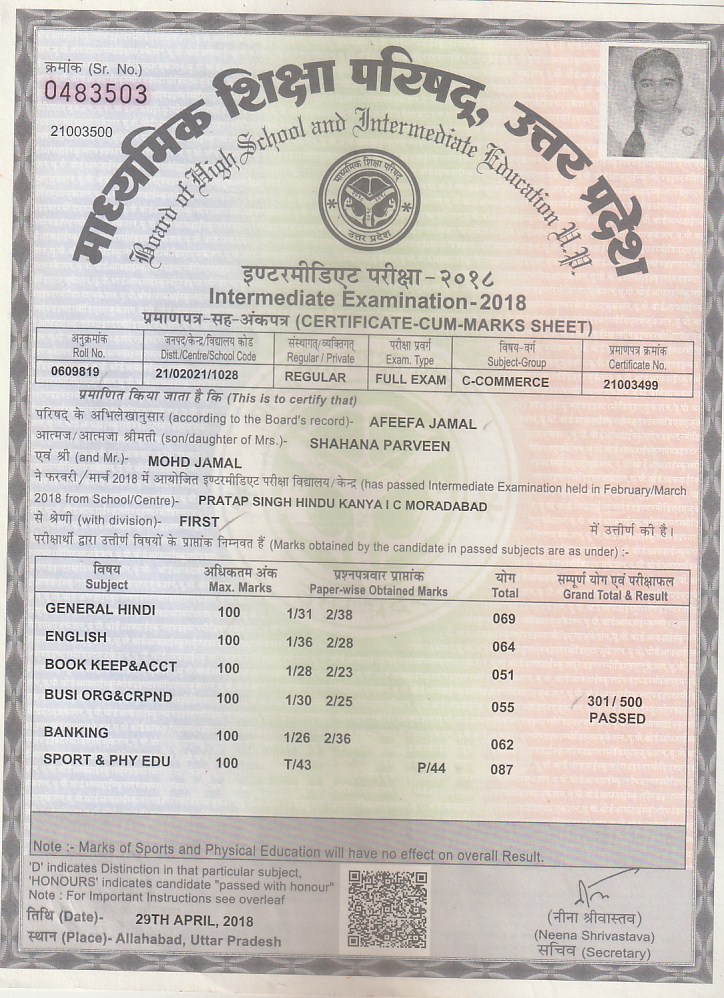 क्रमांक (Sr. No.)
0483503
21003500
माध्यमिक शिक्षा परिषद्, उत्तर प्रदेश
Board of High School and Intermediate Education U.P.
माध्यमिक शिक्षा परिषद
उत्तर प्रदेश
इण्टरमीडिएट परीक्षा - २०१८
Intermediate Examination - 2018
प्रमाणपत्र-सह-अंकपत्र (CERTIFICATE-CUM-MARKS SHEET)
अनुक्रमांक जनपद/केन्द्र/विद्यालय कोड संस्थागत/व्यक्तिगत परीक्षा प्रवर्ग विषय-वर्ग प्रमाणपत्र क्रमांक
Roll No. Distt./Centre/School Code Regular / Private Exam. Type Subject-Group Certificate No.
0609819 21/02021/1028 REGULAR FULL EXAM C-COMMERCE 21003499
प्रमाणित किया जाता है कि (This is to certify that)
परिषद् के अभिलेखानुसार (according to the Board's record)- AFEEFA JAMAL
आत्मज/आत्मजा श्रीमती (son/daughter of Mrs.)- SHAHANA PARVEEN
एवं श्री (and Mr.)- MOHD JAMAL
ने फरवरी/मार्च 2018 में आयोजित इण्टरमीडिएट परीक्षा विद्यालय/केन्द्र (has passed Intermediate Examination held in February/March
2018 from School/Centre)- PRATAP SINGH HINDU KANYA I C MORADABAD
से श्रेणी (with division)- FIRST में उत्तीर्ण की है।
परीक्षार्थी द्वारा उत्तीर्ण विषयों के प्राप्तांक निम्नवत हैं (Marks obtained by the candidate in passed subjects are as under) :-
विषय अधिकतम अंक प्रश्नपत्रवार प्राप्तांक योग सम्पूर्ण योग एवं परीक्षाफल
Subject Max. Marks Paper-wise Obtained Marks Total Grand Total & Result
GENERAL HINDI 100 1/31 2/38 069
ENGLISH 100 1/36 2/28 064
BOOK KEEP&ACCT 100 1/28 2/23 051
BUSI ORG&CRPND 100 1/30 2/25 055 301/ 500
PASSED
BANKING 100 1/26 2/36 062
SPORT & PHY EDU 100 T/43 P/44 087
Note :- Marks of Sports and Physical Education will have no effect on overall Result.
'D' indicates Distinction in that particular subject,
'HONOURS' indicates candidate "passed with honour"
Note : For Important Instructions see overleaf
तिथि (Date)- 29TH APRIL, 2018
स्थान (Place)- Allahabad, Uttar Pradesh
(नीना श्रीवास्तव)
(Neena Shrivastava)
सचिव (Secretary)